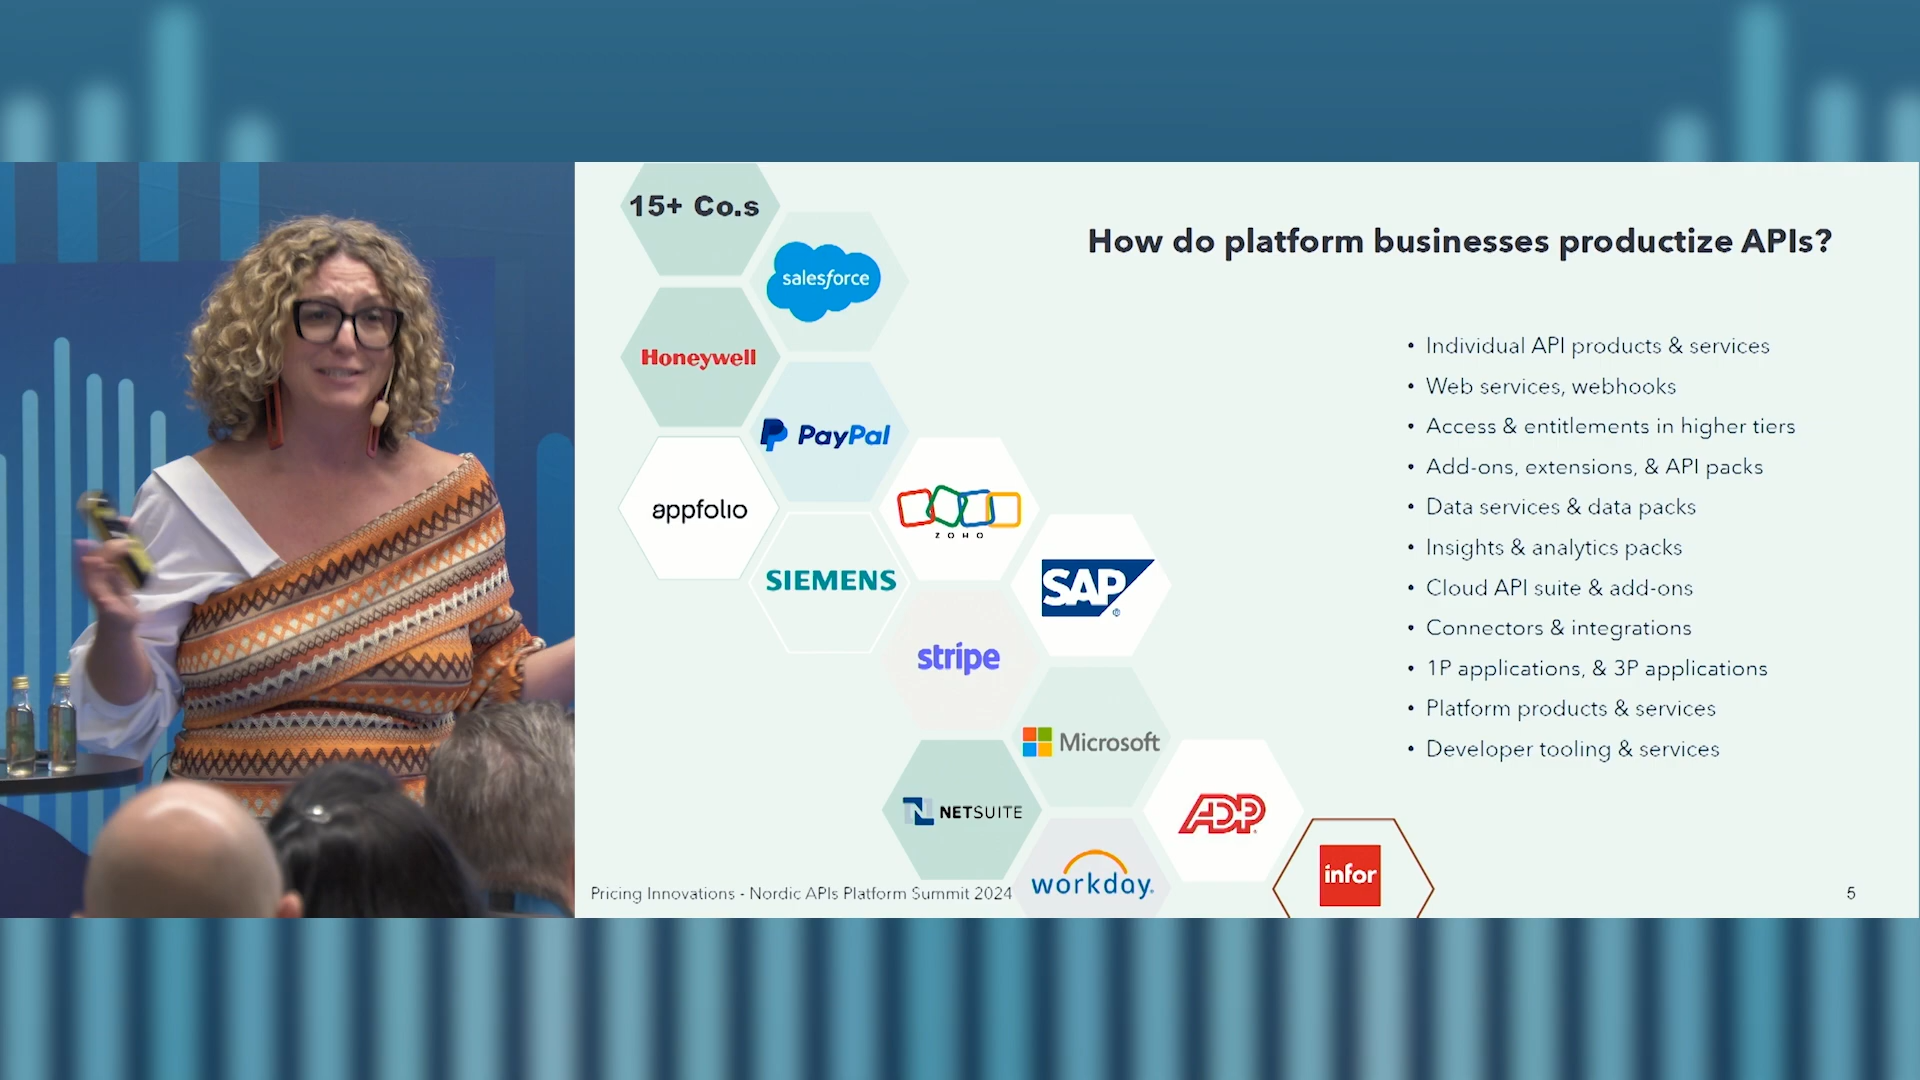 15+ Co.s
salesforce
Honeywell
PayPal
appfolio
ZOHO
SIEMENS
SAP
®
stripe
Microsoft
NETSUITE
ADP
workday.
infor
How do platform businesses productize APIs?
• Individual API products & services
• Web services, webhooks
• Access & entitlements in higher tiers
• Add-ons, extensions, & API packs
• Data services & data packs
• Insights & analytics packs
• Cloud API suite & add-ons
• Connectors & integrations
• 1P applications, & 3P applications
• Platform products & services
• Developer tooling & services
Pricing Innovations - Nordic APIs Platform Summit 2024
5